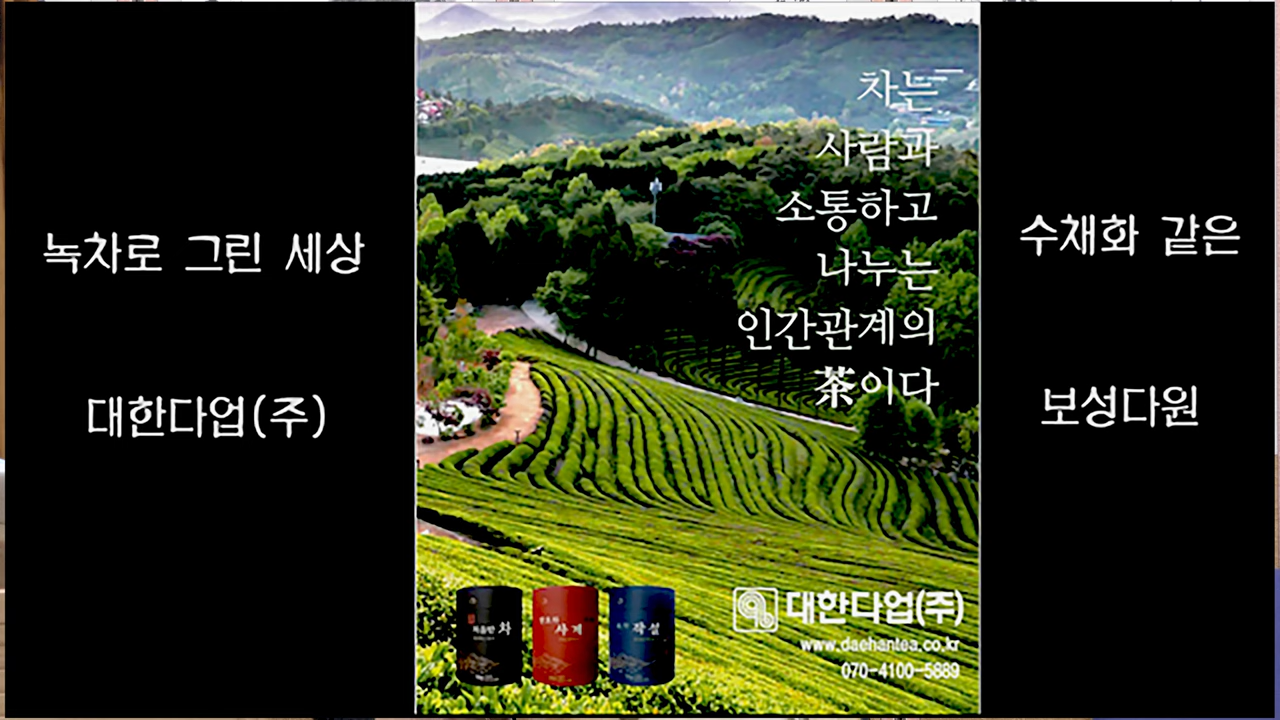 녹차로 그린 세상
대한다업(주)
차는
사람과
소통하고
나누는
인간관계의
茶이다
차
사계
작설
대한다업(주)
www.daehantea.co.kr
070-4100-5889
수채화 같은
보성다원